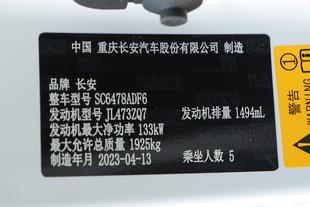 中国 重庆长安汽车股份有限公司 制造
品牌 长安
整车型号 SC6478ADF6
发动机型号 JL473ZQ7 发动机排量 1494mL
发动机最大净功率 133kW
最大允许总质量 1925kg
制造年月 2023-04-13 乘坐人数 5
警告